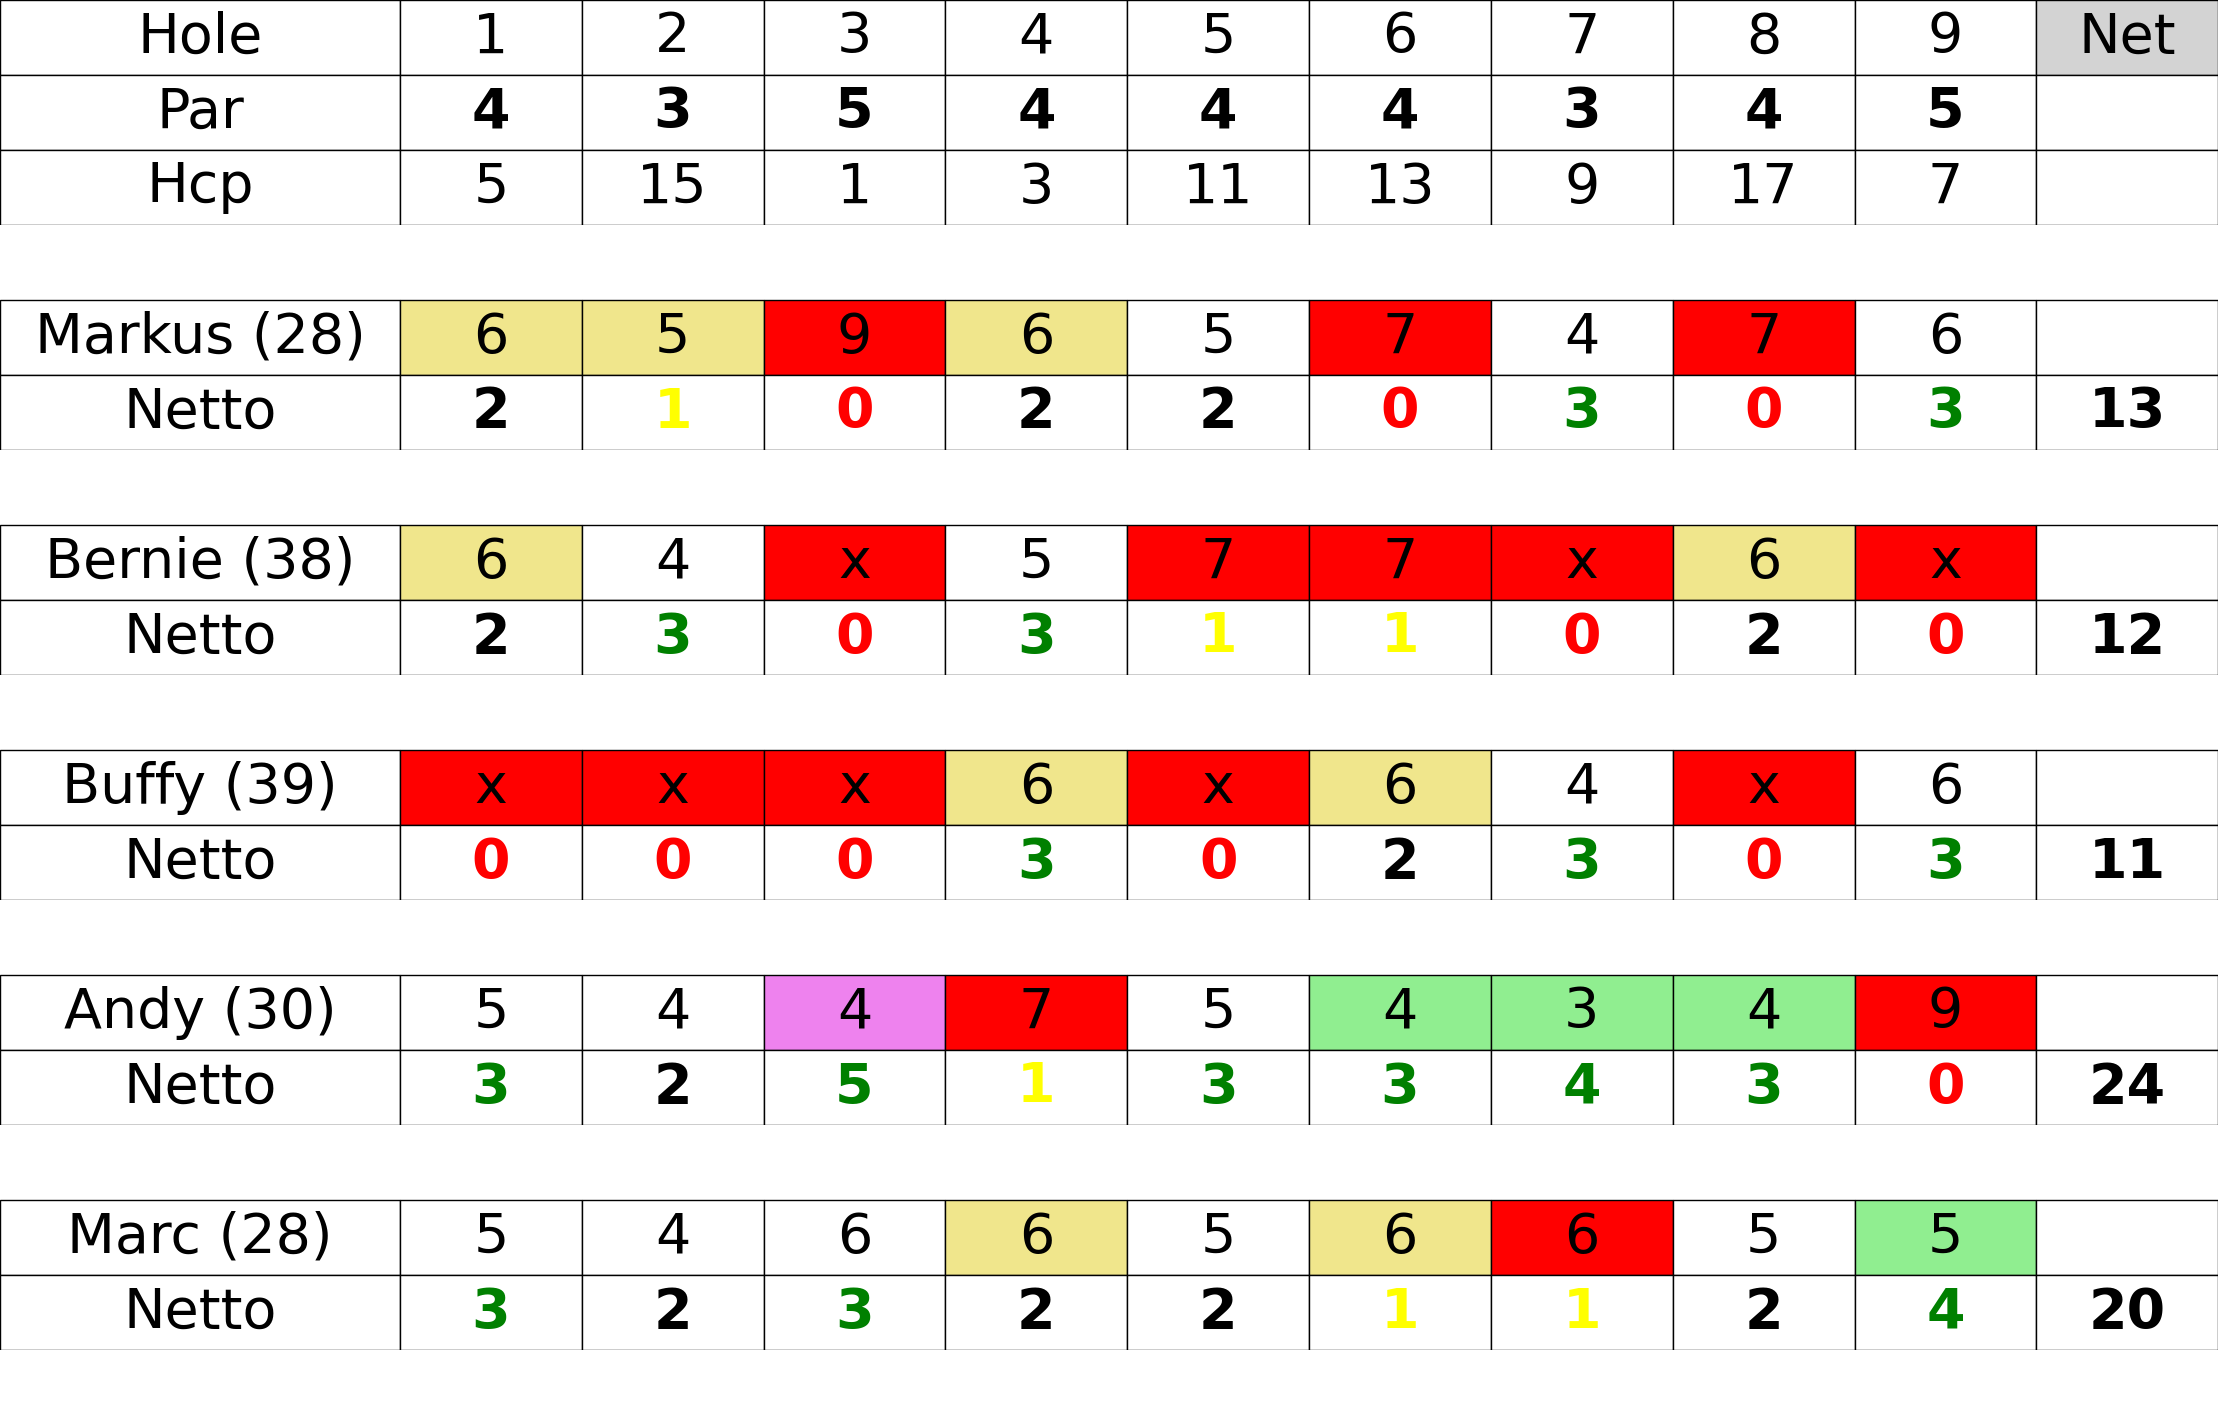 Hole 1 2 3 4 5 6 7 8 9 Net
Par 4 3 5 4 4 4 3 4 5
Hcp 5 15 1 3 11 13 9 17 7
Markus (28) 6 5 9 6 5 7 4 7 6
Netto 2 1 0 2 2 0 3 0 3 13
Bernie (38) 6 4 x 5 7 7 x 6 x
Netto 2 3 0 3 1 1 0 2 0 12
Buffy (39) x x x 6 x 6 4 x 6
Netto 0 0 0 3 0 2 3 0 3 11
Andy (30) 5 4 4 7 5 4 3 4 9
Netto 3 2 5 1 3 3 4 3 0 24
Marc (28) 5 4 6 6 5 6 6 5 5
Netto 3 2 3 2 2 1 1 2 4 20